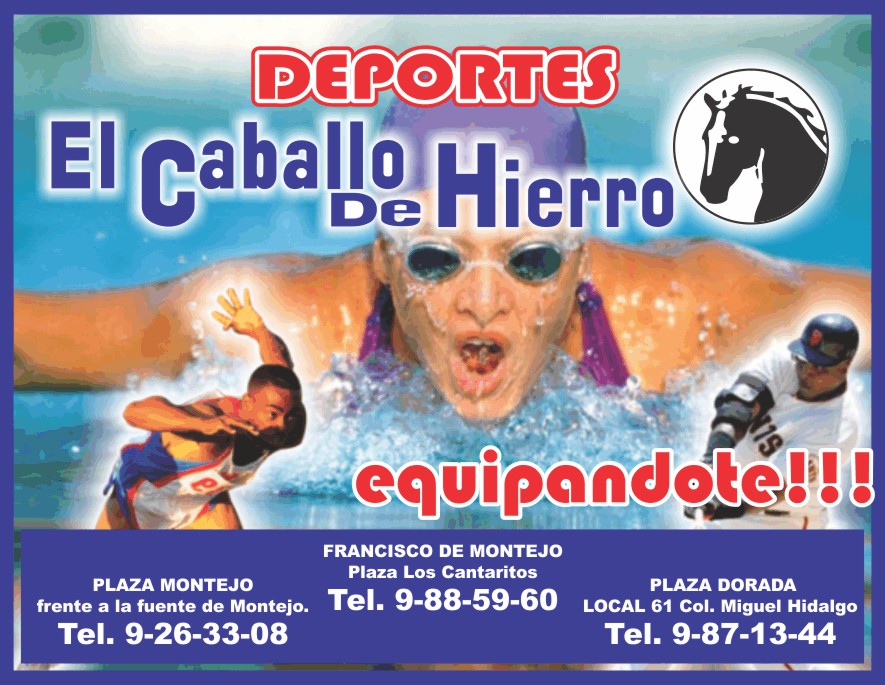 DEPORTES
El Caballo De Hierro
equipandote!!!
FRANCISCO DE MONTEJO
Plaza Los Cantaritos
Tel. 9-88-59-60
PLAZA MONTEJO
frente a la fuente de Montejo.
Tel. 9-26-33-08
PLAZA DORADA
LOCAL 61 Col. Miguel Hidalgo
Tel. 9-87-13-44